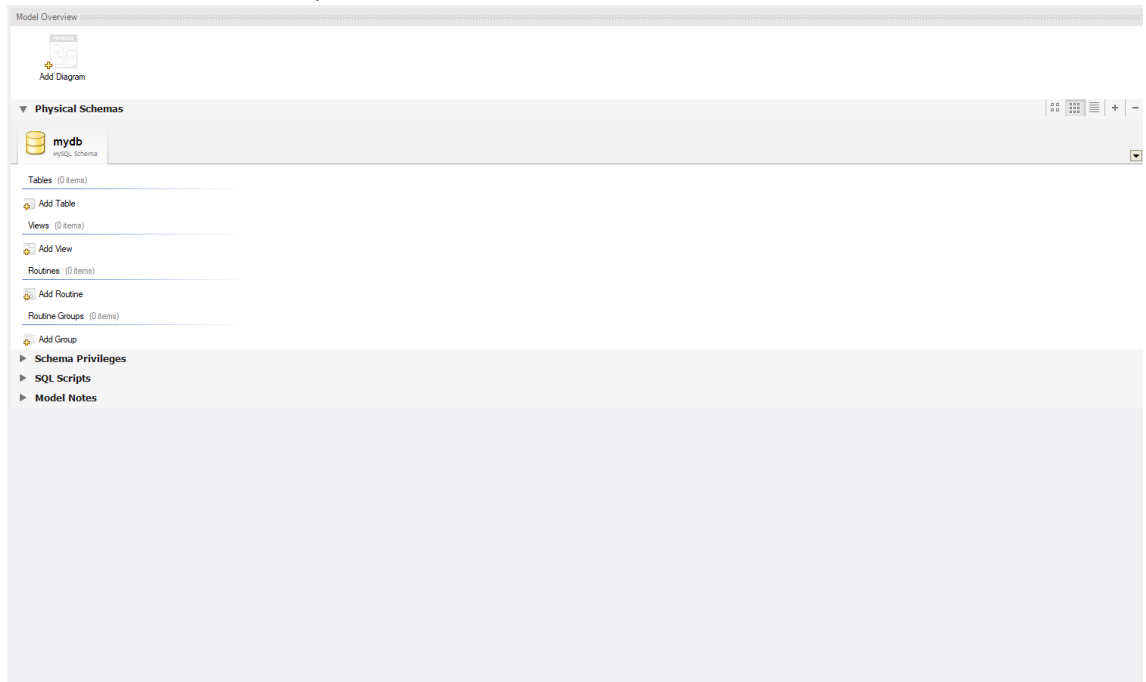 Model Overview
Add Diagram
Physical Schemas
mydb
MySQL Schema
Tables (0 items)
Add Table
Views (0 items)
Add View
Routines (0 items)
Add Routine
Routine Groups (0 items)
Add Group
Schema Privileges
SQL Scripts
Model Notes